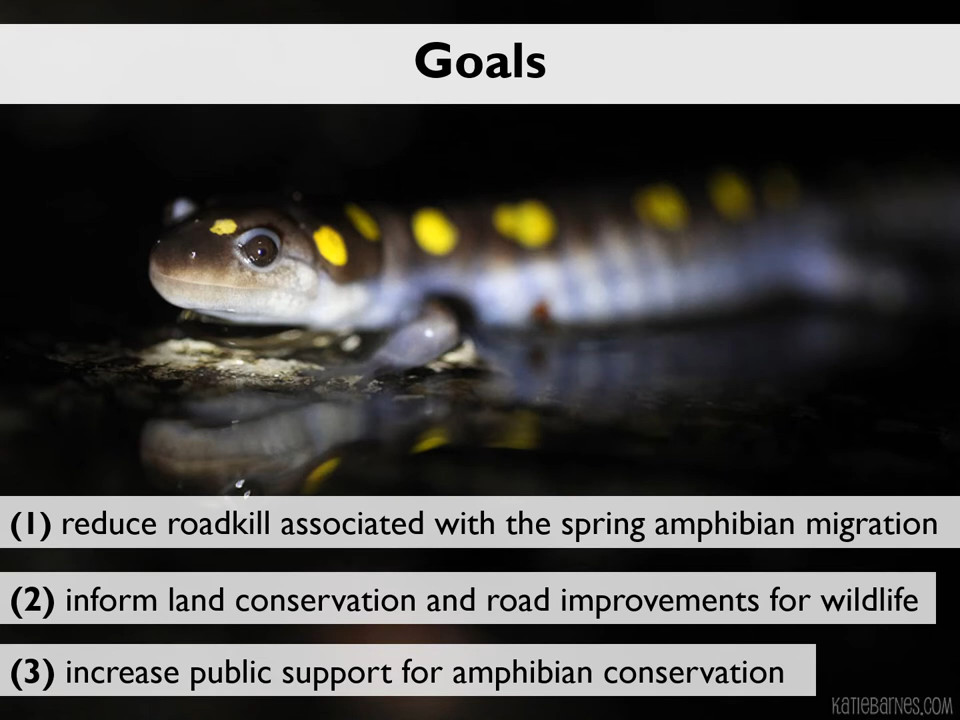 Goals
(1) reduce roadkill associated with the spring amphibian migration
(2) inform land conservation and road improvements for wildlife
(3) increase public support for amphibian conservation
KATIEBARNES.COM